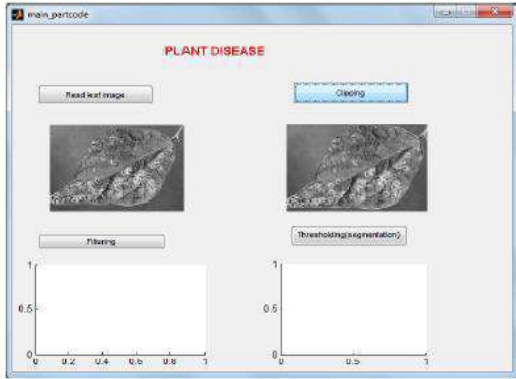 main_partcode
PLANT DISEASE
Read leaf image
Clipping
Filtering
Thresholding(segmentation)
1
0.5
0
0 0.2 0.4 0.6 0.8 1
1
0.5
0
0 0.5 1